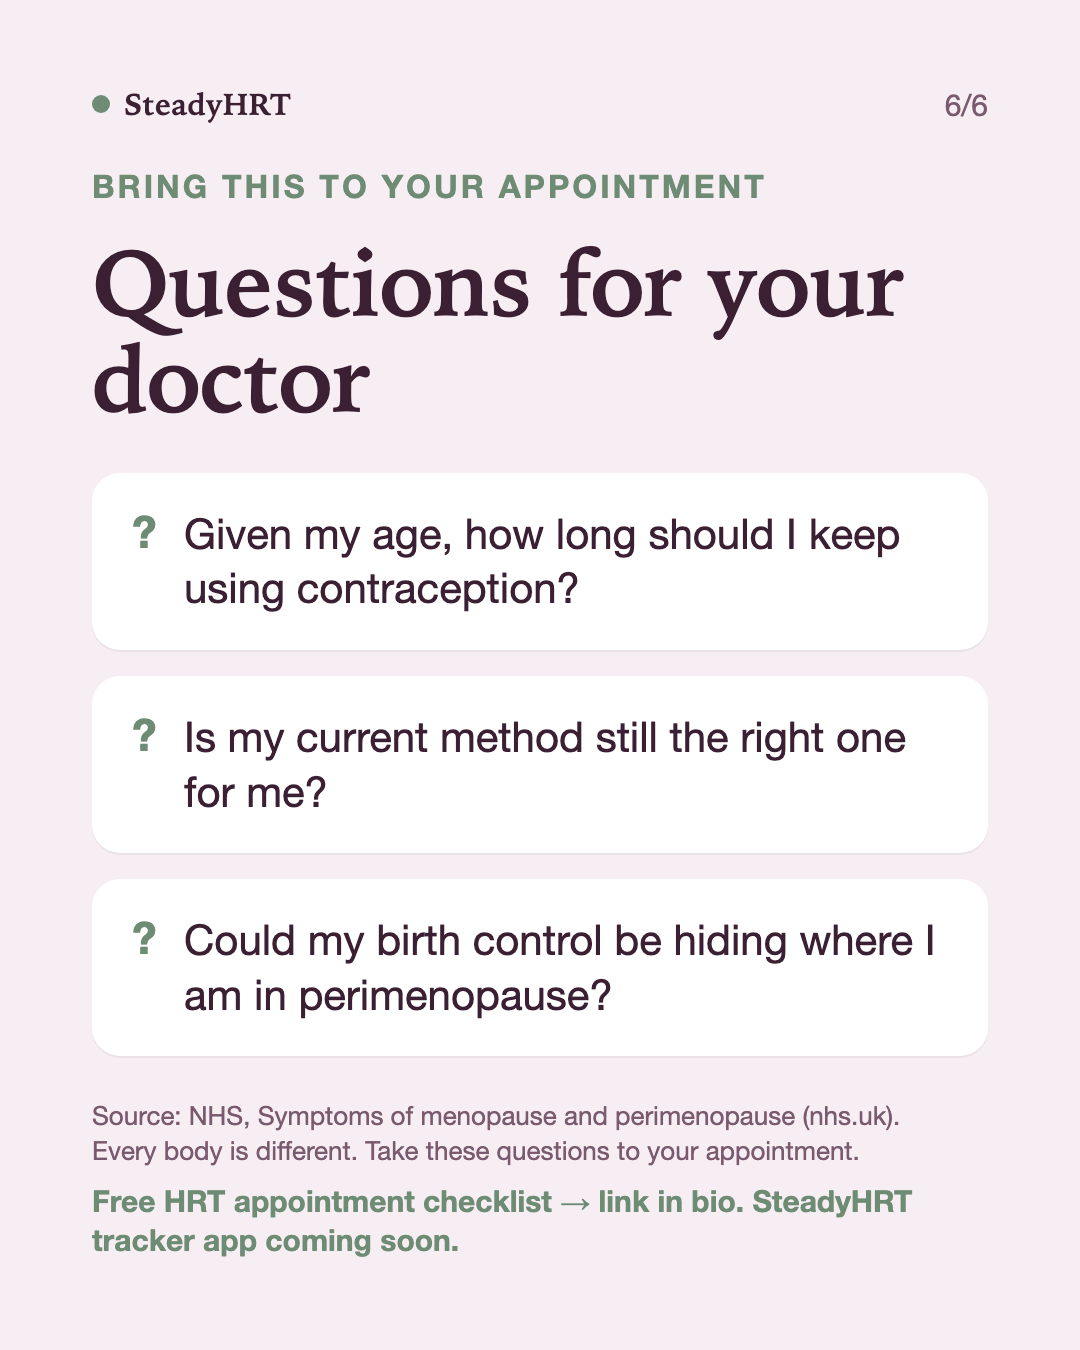 SteadyHRT
6/6
BRING THIS TO YOUR APPOINTMENT
Questions for your
doctor
? Given my age, how long should I keep
using contraception?
? Is my current method still the right one
for me?
? Could my birth control be hiding where I
am in perimenopause?
Source: NHS, Symptoms of menopause and perimenopause (nhs.uk).
Every body is different. Take these questions to your appointment.
Free HRT appointment checklist → link in bio. SteadyHRT
tracker app coming soon.